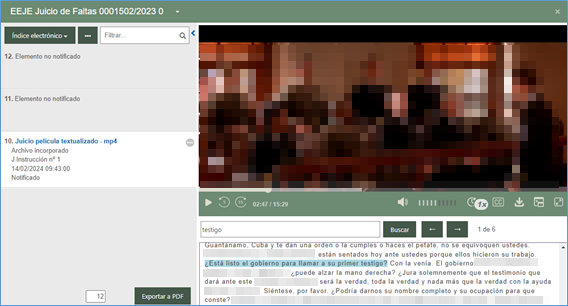 EEJE Juicio de Faltas 0001502/2023 0
Índice electrónico
Filtrar...
12. Elemento no notificado
11. Elemento no notificado
10. Juicio película textualizado - mp4
Archivo incorporado
J.Instrucción nº 1
14/02/2024 09:43:00
Notificado
12
Exportar a PDF
02:47 / 15:29
1x
CC
testigo
Buscar
1 de 6
Guantánamo, Cuba y te dan una orden o la cumples o haces el petate, no se equivoquen ustedes.
están sentados hoy ante ustedes porque ellos hicieron su trabajo.
¿Está listo el gobierno para llamar a su primer testigo? Con la venia. El gobierno
¿puede alzar la mano derecha? ¿Jura solemnemente que el testimonio que
dará ante este será la verdad, toda la verdad y nada más que la verdad con la ayuda
Siéntese, por favor. ¿Podría darnos su nombre completo y su ocupación para que
conste?